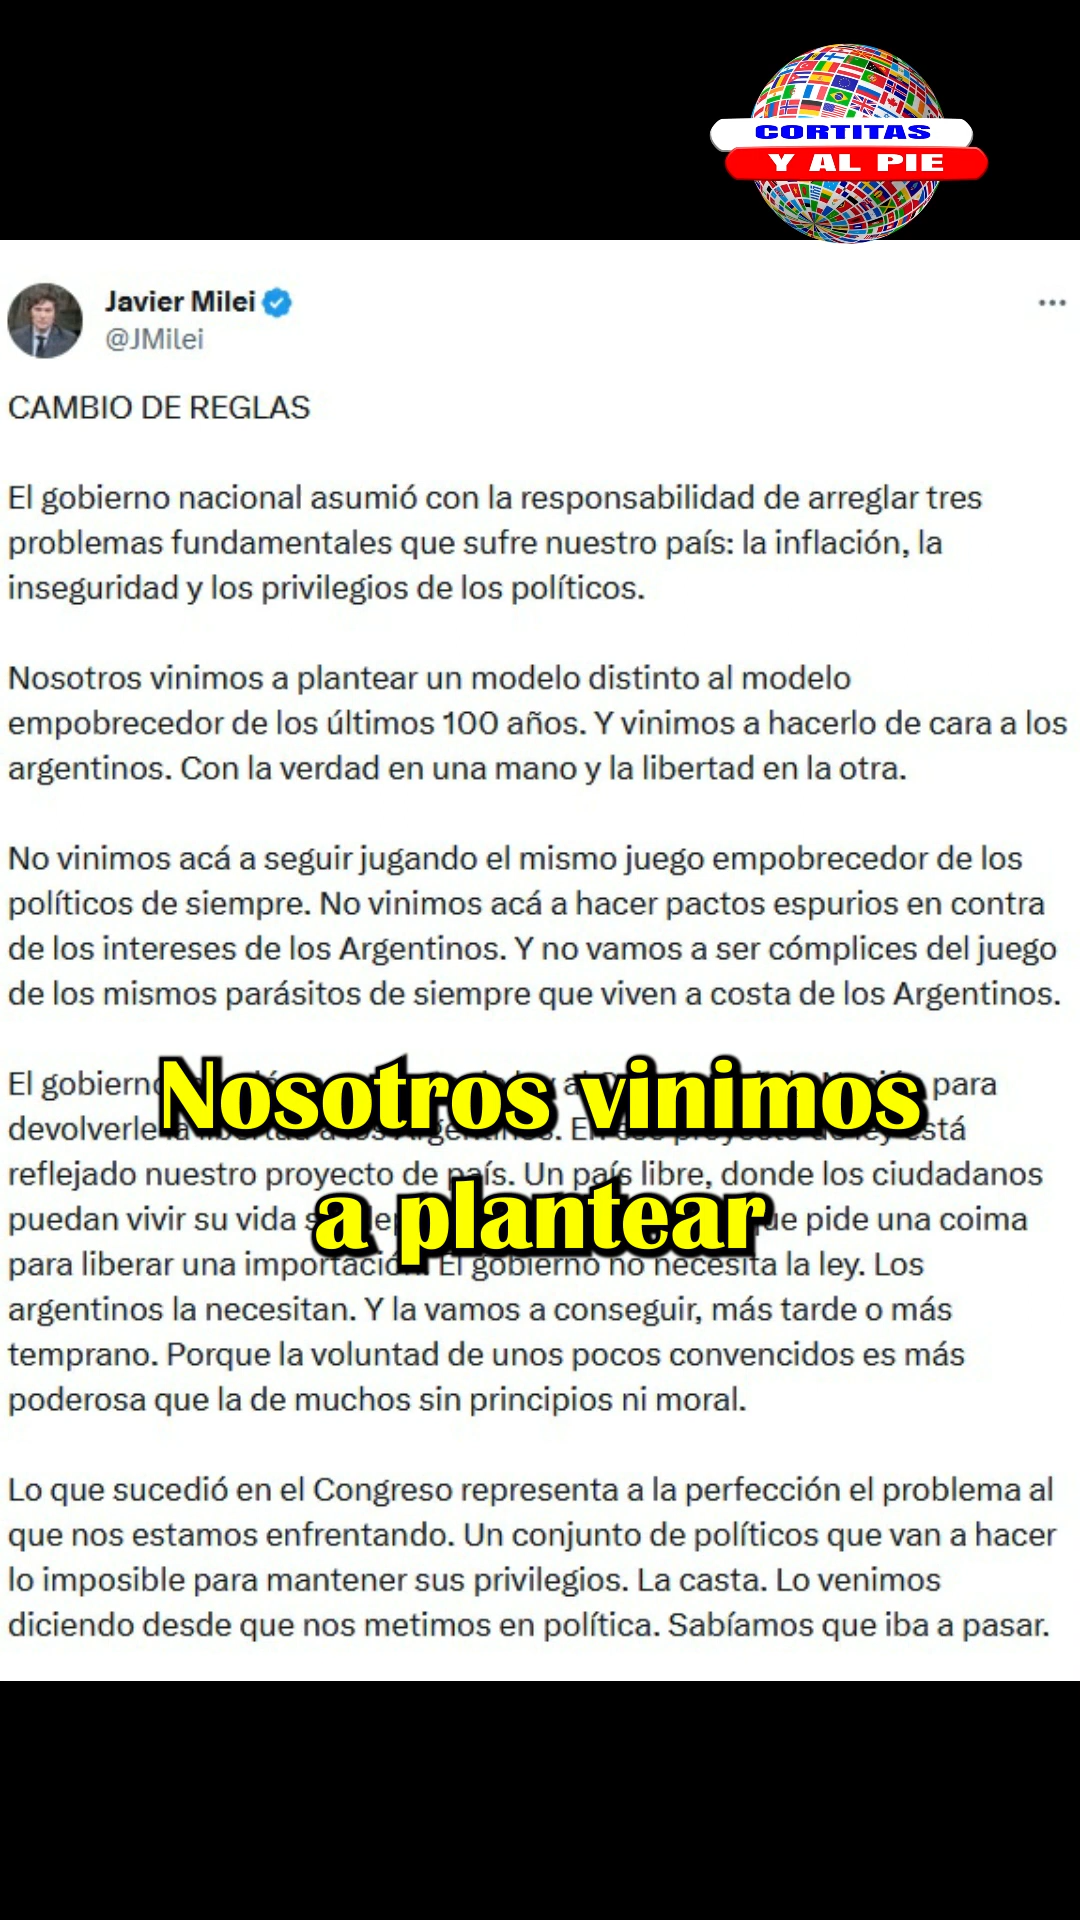 CORTITAS
Y AL PIE
Javier Milei
@JMilei
CAMBIO DE REGLAS
El gobierno nacional asumió con la responsabilidad de arreglar tres
problemas fundamentales que sufre nuestro país: la inflación, la
inseguridad y los privilegios de los políticos.
Nosotros vinimos a plantear un modelo distinto al modelo
empobrecedor de los últimos 100 años. Y vinimos a hacerlo de cara a los
argentinos. Con la verdad en una mano y la libertad en la otra.
No vinimos acá a seguir jugando el mismo juego empobrecedor de los
políticos de siempre. No vinimos acá a hacer pactos espurios en contra
de los intereses de los Argentinos. Y no vamos a ser cómplices del juego
de los mismos parásitos de siempre que viven a costa de los Argentinos.
El gobierno para
Nosotros vinimos
devolverle la libertad a los Argentinos. En ese proyecto de ley está
reflejado nuestro proyecto de país. Un país libre, donde los ciudadanos
puedan vivir su vida que pide una coima
a plantear
para liberar una importación. El gobierno no necesita la ley. Los
argentinos la necesitan. Y la vamos a conseguir, más tarde o más
temprano. Porque la voluntad de unos pocos convencidos es más
poderosa que la de muchos sin principios ni moral.
Lo que sucedió en el Congreso representa a la perfección el problema al
que nos estamos enfrentando. Un conjunto de políticos que van a hacer
lo imposible para mantener sus privilegios. La casta. Lo venimos
diciendo desde que nos metimos en política. Sabíamos que iba a pasar.